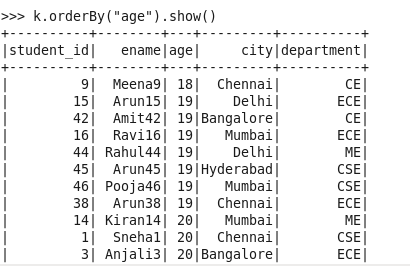 >>> k.orderBy("age").show()
+----------+--------+---+---------+----------+
|student_id|   ename|age|     city|department|
+----------+--------+---+---------+----------+
|         9|  Meena9| 18|  Chennai|        CE|
|        15|  Arun15| 19|    Delhi|       ECE|
|        42|  Amit42| 19|Bangalore|        CE|
|        16|  Ravi16| 19|   Mumbai|       ECE|
|        44| Rahul44| 19|    Delhi|        ME|
|        45|  Arun45| 19|Hyderabad|       CSE|
|        46| Pooja46| 19|   Mumbai|       CSE|
|        38|  Arun38| 19|  Chennai|       ECE|
|        14| Kiran14| 20|   Mumbai|        ME|
|         1|  Sneha1| 20|  Chennai|       CSE|
|         3| Anjali3| 20|Bangalore|       ECE|